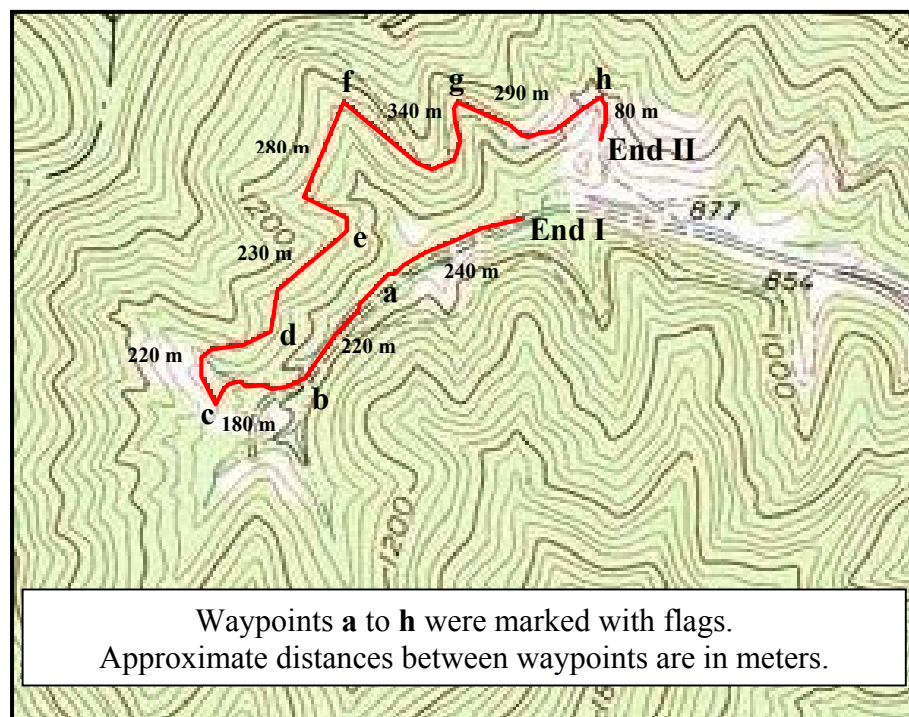 f
g
290 m
h
340 m
80 m
280 m
End II
200
877
e
End I
230 m
240 m
854
a
d
220 m
220 m
1000
b
c
180 m
1200
Waypoints a to h were marked with flags.
Approximate distances between waypoints are in meters.